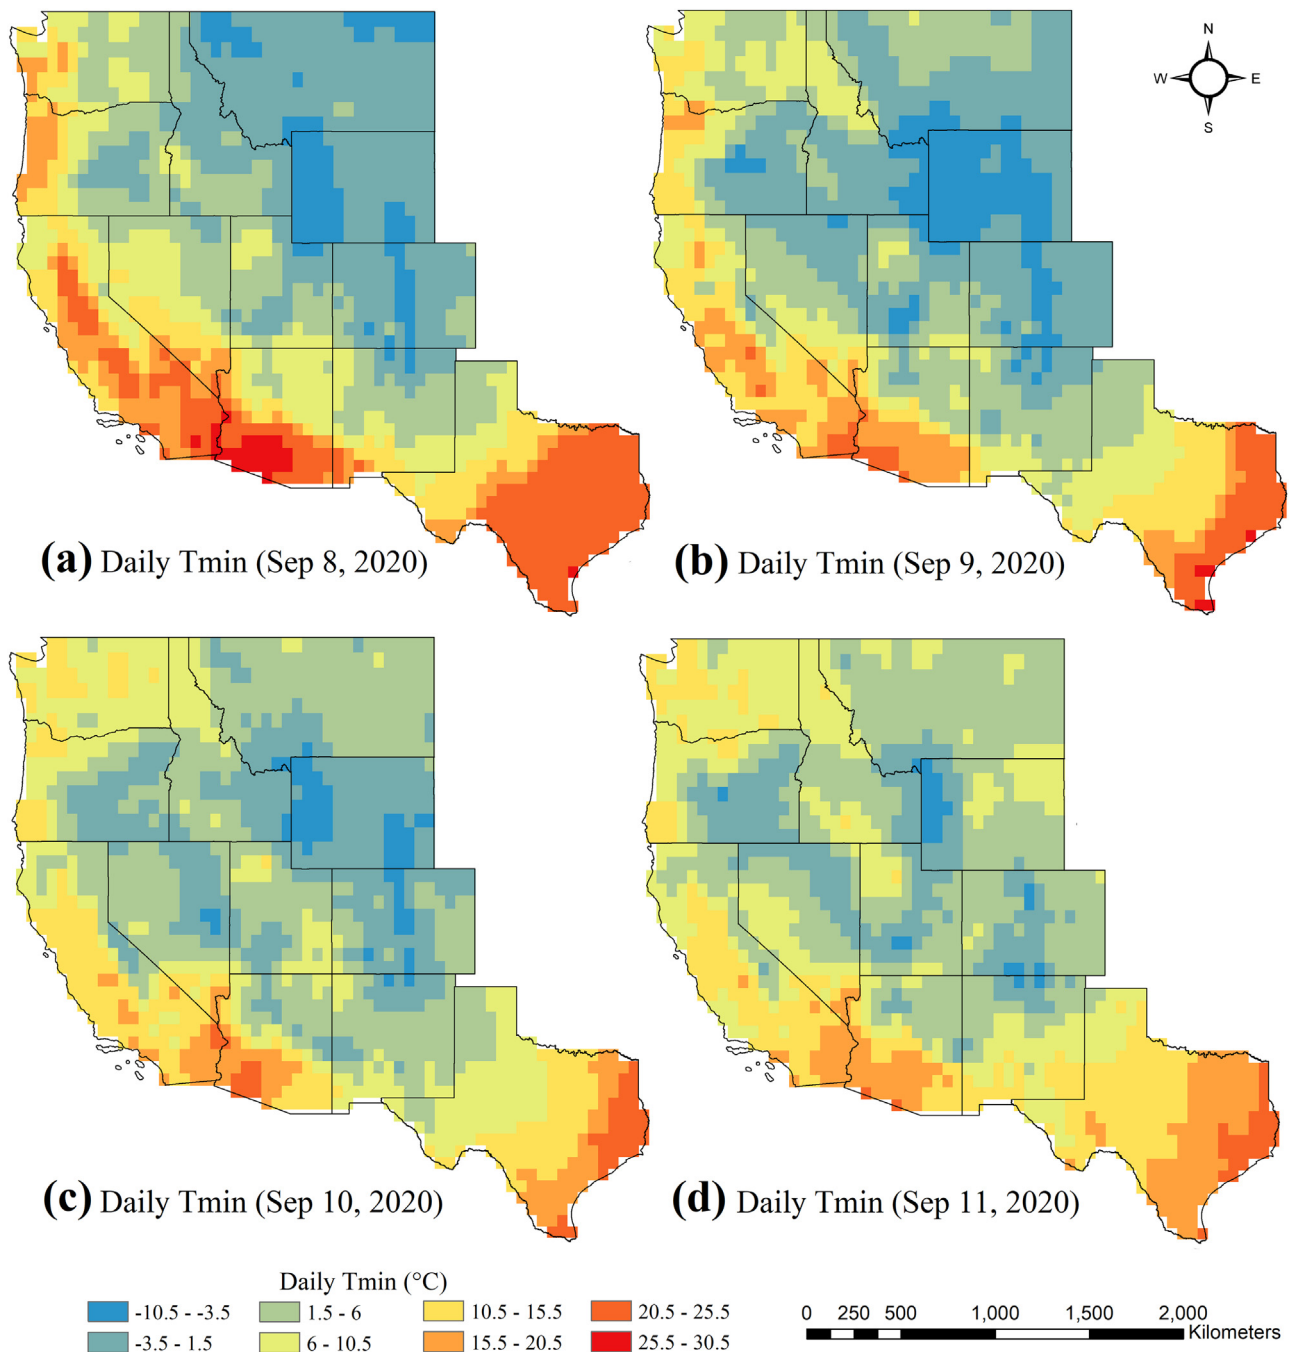 N
W E
S
(a) Daily Tmin (Sep 8, 2020)
(b) Daily Tmin (Sep 9, 2020)
(c) Daily Tmin (Sep 10, 2020)
(d) Daily Tmin (Sep 11, 2020)
Daily Tmin (°C)
-10.5 - -3.5
1.5 - 6
10.5 - 15.5
20.5 - 25.5
-3.5 - 1.5
6 - 10.5
15.5 - 20.5
25.5 - 30.5
0 250 500 1,000 1,500 2,000
Kilometers